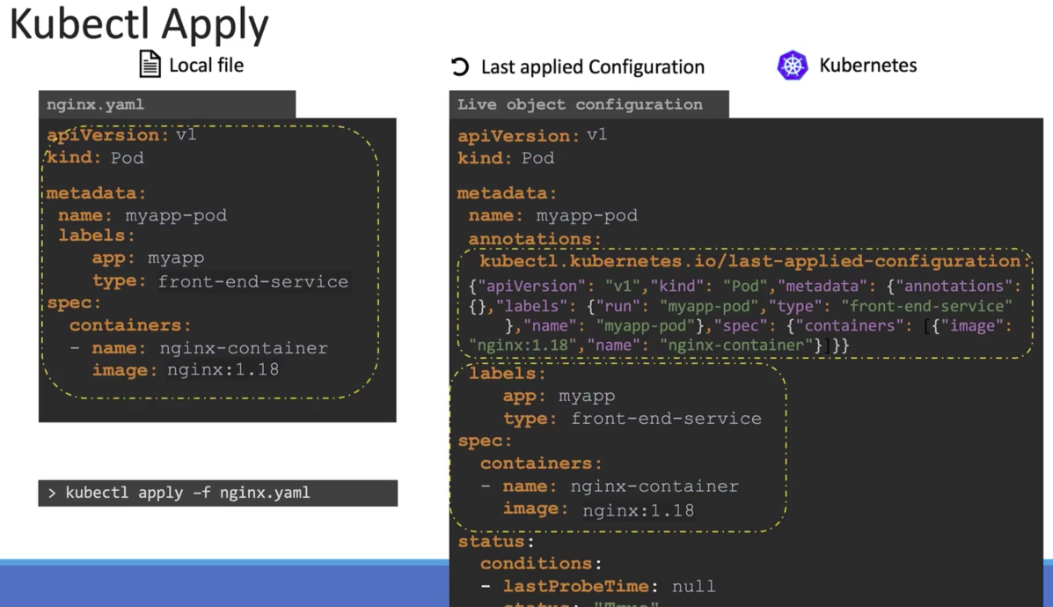 Kubectl Apply
Local file
nginx.yaml
apiVersion: v1
kind: Pod
metadata:
name: myapp-pod
labels:
app: myapp
type: front-end-service
spec:
containers:
- name: nginx-container
image: nginx:1.18
> kubectl apply –f nginx.yaml
Last applied Configuration
Kubernetes
Live object configuration
apiVersion: v1
kind: Pod
metadata:
name: myapp-pod
annotations:
kubectl.kubernetes.io/last-applied-configuration:
{"apiVersion": "v1","kind": "Pod","metadata": {"annotations":
{},"labels": {"run": "myapp-pod","type": "front-end-service"
},"name": "myapp-pod"},"spec": {"containers": [{"image":
"nginx:1.18","name": "nginx-container"}]}}
labels:
app: myapp
type: front-end-service
spec:
containers:
- name: nginx-container
image: nginx:1.18
status:
conditions:
- lastProbeTime: null
status: "True"